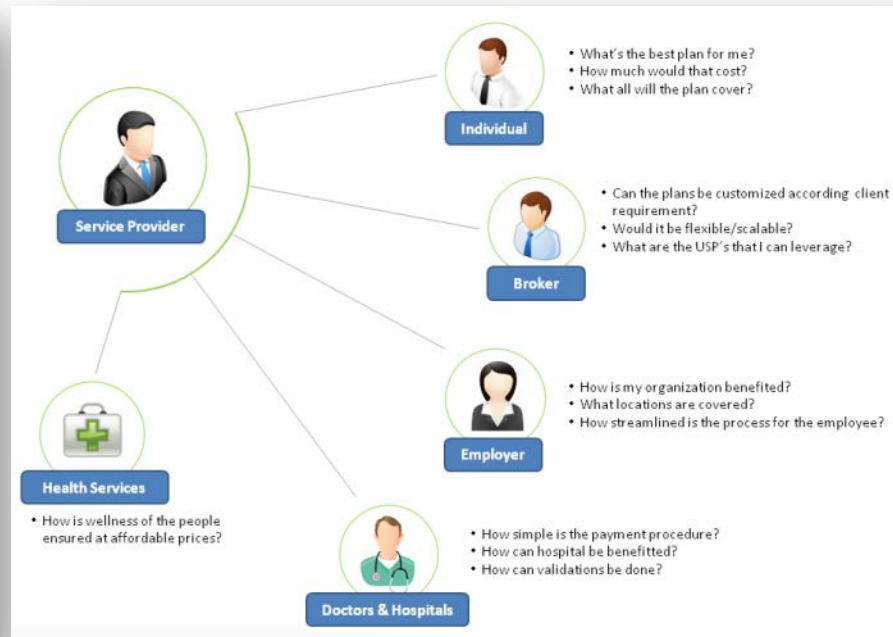 Service Provider
Individual
• What's the best plan for me?
• How much would that cost?
• What all will the plan cover?
Broker
• Can the plans be customized according client
requirement?
• Would it be flexible/scalable?
• What are the USP's that I can leverage?
Employer
• How is my organization benefited?
• What locations are covered?
• How streamlined is the process for the employee?
Health Services
• How is wellness of the people
ensured at affordable prices?
Doctors & Hospitals
• How simple is the payment procedure?
• How can hospital be benefitted?
• How can validations be done?